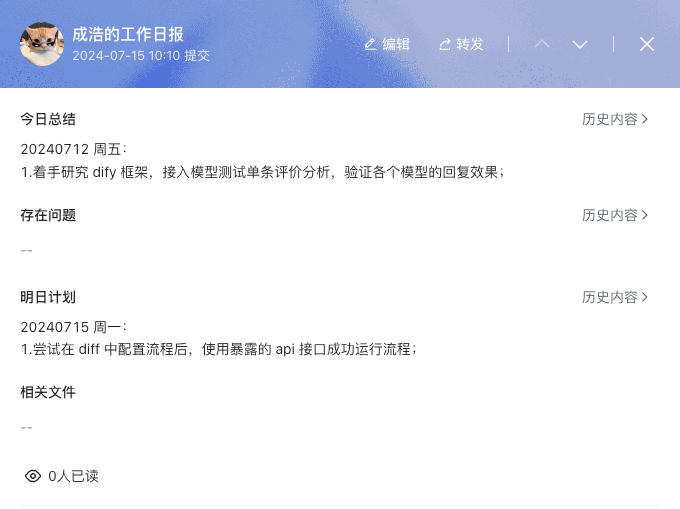 成浩的工作日报
2024-07-15 10:10 提交
编辑 转发
今日总结 历史内容
20240712 周五：
1.着手研究 dify 框架，接入模型测试单条评价分析，验证各个模型的回复效果；
存在问题 历史内容
--
明日计划 历史内容
20240715 周一：
1.尝试在 diff 中配置流程后，使用暴露的 api 接口成功运行流程；
相关文件
--
0人已读